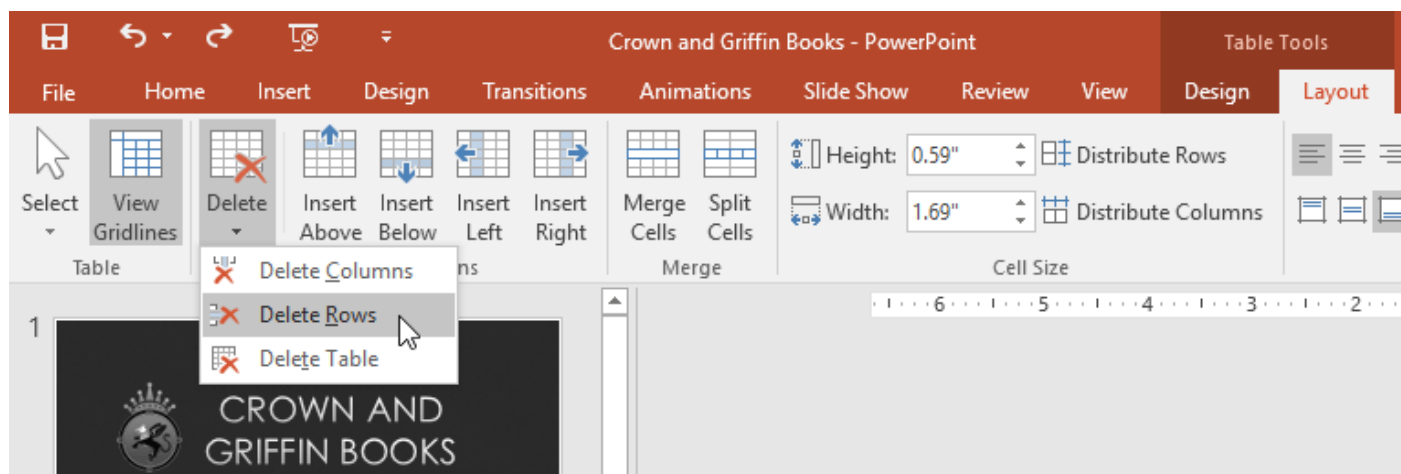 Crown and Griffin Books - PowerPoint Table Tools
File Home Insert Design Transitions Animations Slide Show Review View Design Layout
Height: 0.59" Distribute Rows
Select View Delete Insert Insert Insert Insert Merge Split Width: 1.69" Distribute Columns
Gridlines Above Below Left Right Cells Cells
Table ns Merge Cell Size
Delete Columns
Delete Rows
Delete Table
6 5 4 3 2
1
CROWN AND
GRIFFIN BOOKS